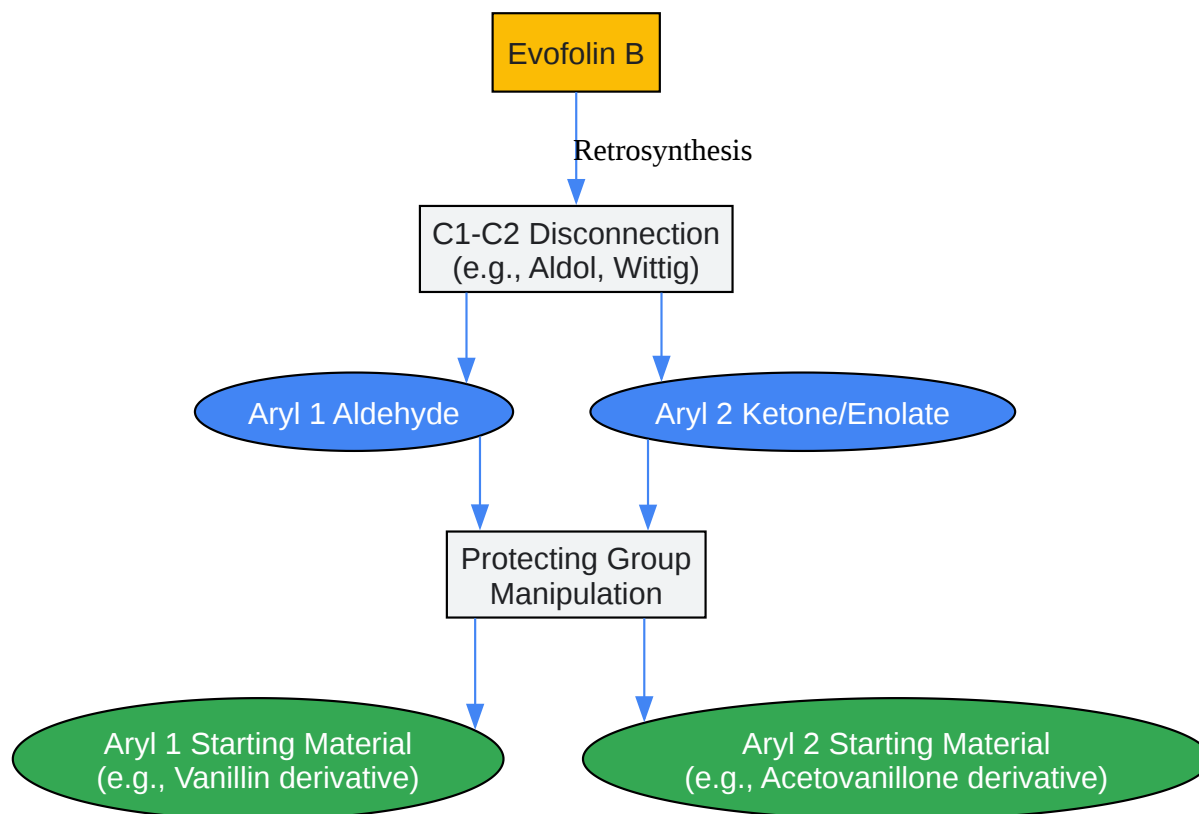 Evofolin B
Retrosynthesis
C1-C2 Disconnection
(e.g., Aldol, Wittig)
Aryl 1 Aldehyde
Aryl 2 Ketone/Enolate
Protecting Group
Manipulation
Aryl 1 Starting Material
(e.g., Vanillin derivative)
Aryl 2 Starting Material
(e.g., Acetovanillone derivative)